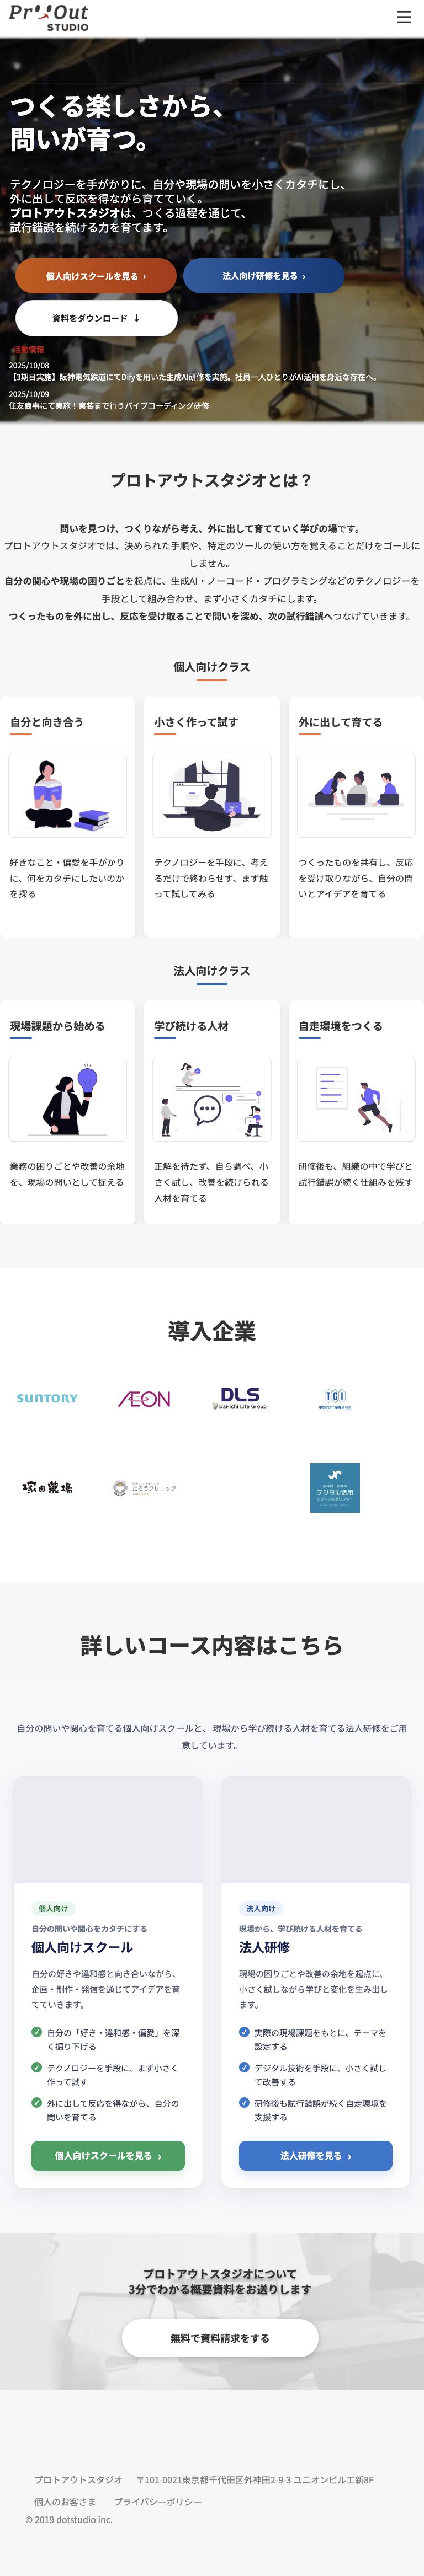 Pr Out
STUDIO
つくる楽しさから、
問いが育つ。
テクノロジーを手がかりに、自分や現場の問いを小さくカタチにし、
外に出して反応を得ながら育てていく。
プロトアウトスタジオは、つくる過程を通じて、
試行錯誤を続ける力を育てます。
個人向けスクールを見る ›
法人向け研修を見る ›
資料をダウンロード ↓
活動情報
2025/10/08
【3期目実施】阪神電気鉄道にてDifyを用いた生成AI研修を実施。社員一人ひとりがAI活用を身近な存在へ。
2025/10/09
住友商事にて実施！実装まで行うバイブコーディング研修
プロトアウトスタジオとは？
問いを見つけ、つくりながら考え、外に出して育てていく学びの場です。
プロトアウトスタジオでは、決められた手順や、特定のツールの使い方を覚えることだけをゴールに
しません。
自分の関心や現場の困りごとを起点に、生成AI・ノーコード・プログラミングなどのテクノロジーを
手段として組み合わせ、まず小さくカタチにします。
つくったものを外に出し、反応を受け取ることで問いを深め、次の試行錯誤へつなげていきます。
個人向けクラス
自分と向き合う
好きなこと・偏愛を手がかり
に、何をカタチにしたいのか
を探る
小さく作って試す
テクノロジーを手段に、考え
るだけで終わらせず、まず触
って試してみる
外に出して育てる
つくったものを共有し、反応
を受け取りながら、自分の問
いとアイデアを育てる
法人向けクラス
現場課題から始める
業務の困りごとや改善の余地
を、現場の問いとして捉える
学び続ける人材
正解を待たず、自ら調べ、小
さく試し、改善を続けられる
人材を育てる
自走環境をつくる
研修後も、組織の中で学びと
試行錯誤が続く仕組みを残す
導入企業
SUNTORY
ÆON
DLS
Dai-ichi Life Group
TCI
塚田農場
たろうクリニック
デジタル活用
詳しいコース内容はこちら
自分の問いや関心を育てる個人向けスクールと、 現場から学び続ける人材を育てる法人研修をご用
意しています。
個人向け
自分の問いや関心をカタチにする
個人向けスクール
自分の好きや違和感と向き合いながら、
企画・制作・発信を通じてアイデアを育
てていきます。
自分の「好き・違和感・偏愛」を深
く掘り下げる
テクノロジーを手段に、まず小さく
作って試す
外に出して反応を得ながら、自分の
問いを育てる
個人向けスクールを見る ›
法人向け
現場から、学び続ける人材を育てる
法人研修
現場の困りごとや改善の余地を起点に、
小さく試しながら学びと変化を生み出し
ます。
実際の現場課題をもとに、テーマを
設定する
デジタル技術を手段に、小さく試し
て改善する
研修後も試行錯誤が続く自走環境を
支援する
法人研修を見る ›
プロトアウトスタジオについて
3分でわかる概要資料をお送りします
無料で資料請求をする
プロトアウトスタジオ 〒101-0021東京都千代田区外神田2-9-3 ユニオンビル工新8F
個人のお客さま プライバシーポリシー
© 2019 dotstudio inc.